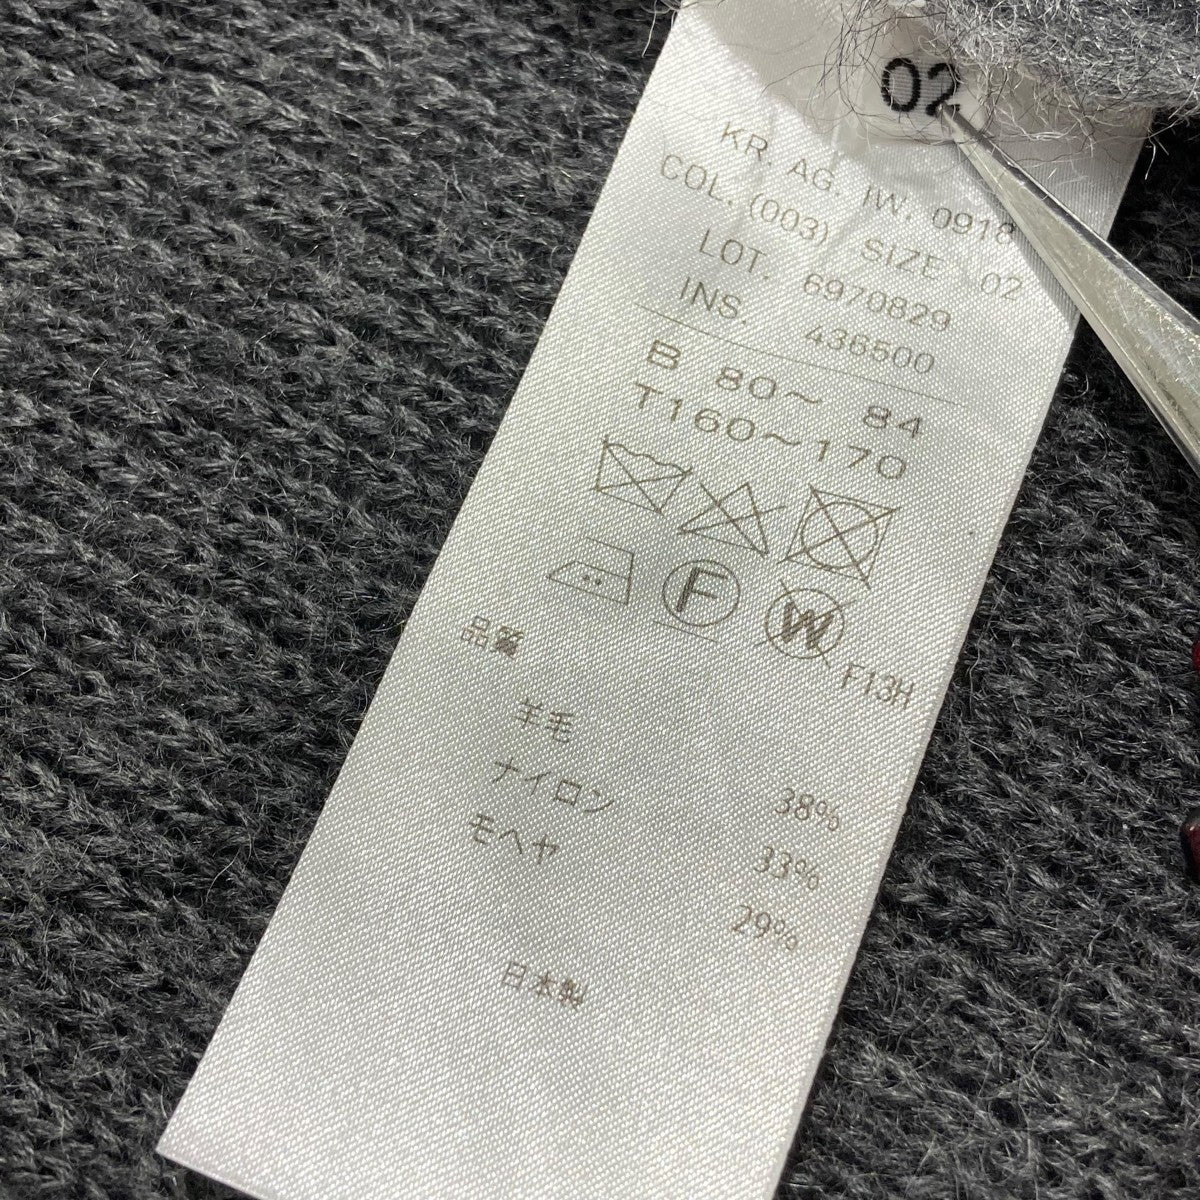 02
KR. AG. IW. 0918
COL. (003) SIZE 02
LOT. 6970829
INS. 436500
B 80～ 84
T160～170
F W
F13H
品質
羊毛 38%
ナイロン 33%
モヘヤ 29%
日本製